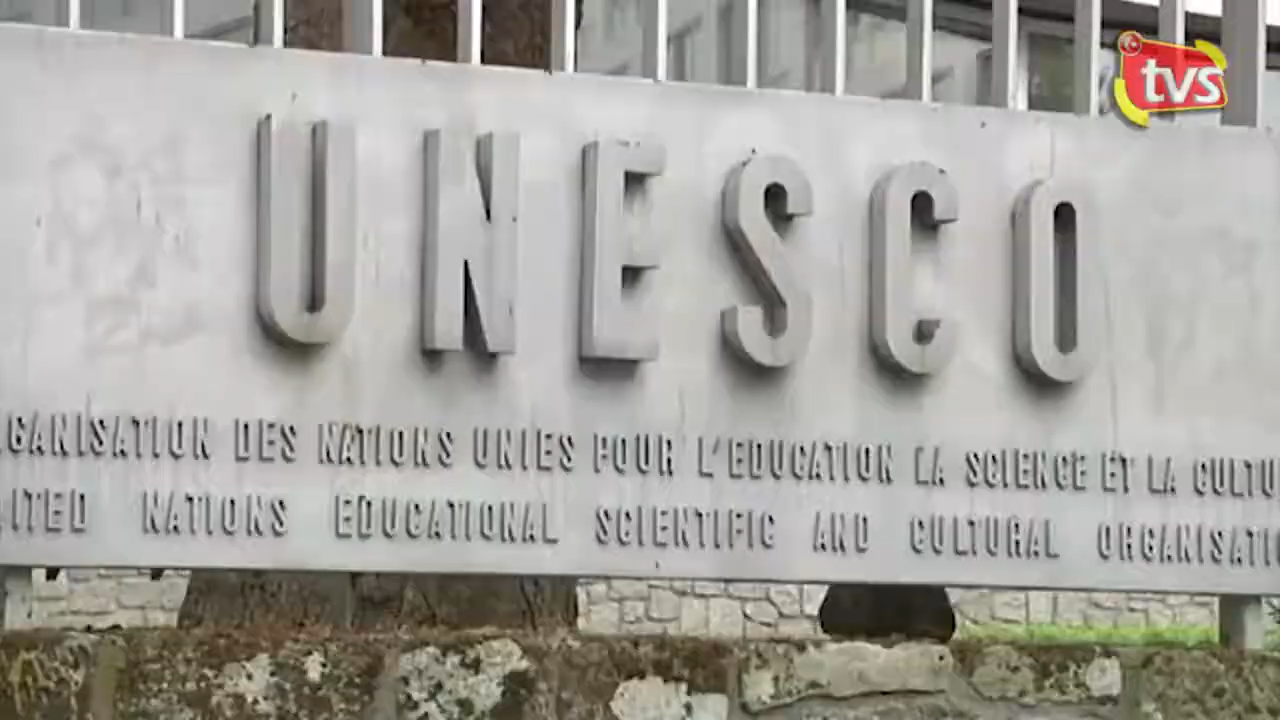 tvs
UNESCO
GANISATION DES NATIONS UNIES POUR L'EDUCATION LA SCIENCE ET LA CULTU
ITED NATIONS EDUCATIONAL SCIENTIFIC AND CULTURAL ORGANISATI